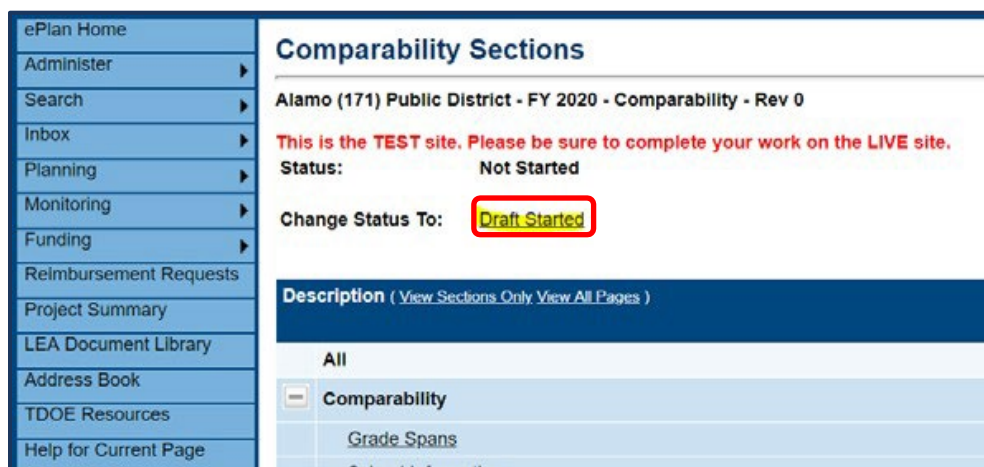 ePlan Home
Administer
Search
Inbox
Planning
Monitoring
Funding
Reimbursement Requests
Project Summary
LEA Document Library
Address Book
TDOE Resources
Help for Current Page
Comparability Sections
Alamo (171) Public District - FY 2020 - Comparability - Rev 0
This is the TEST site. Please be sure to complete your work on the LIVE site.
Status: Not Started
Change Status To: Draft Started
Description ( View Sections Only View All Pages )
All
Comparability
Grade Spans